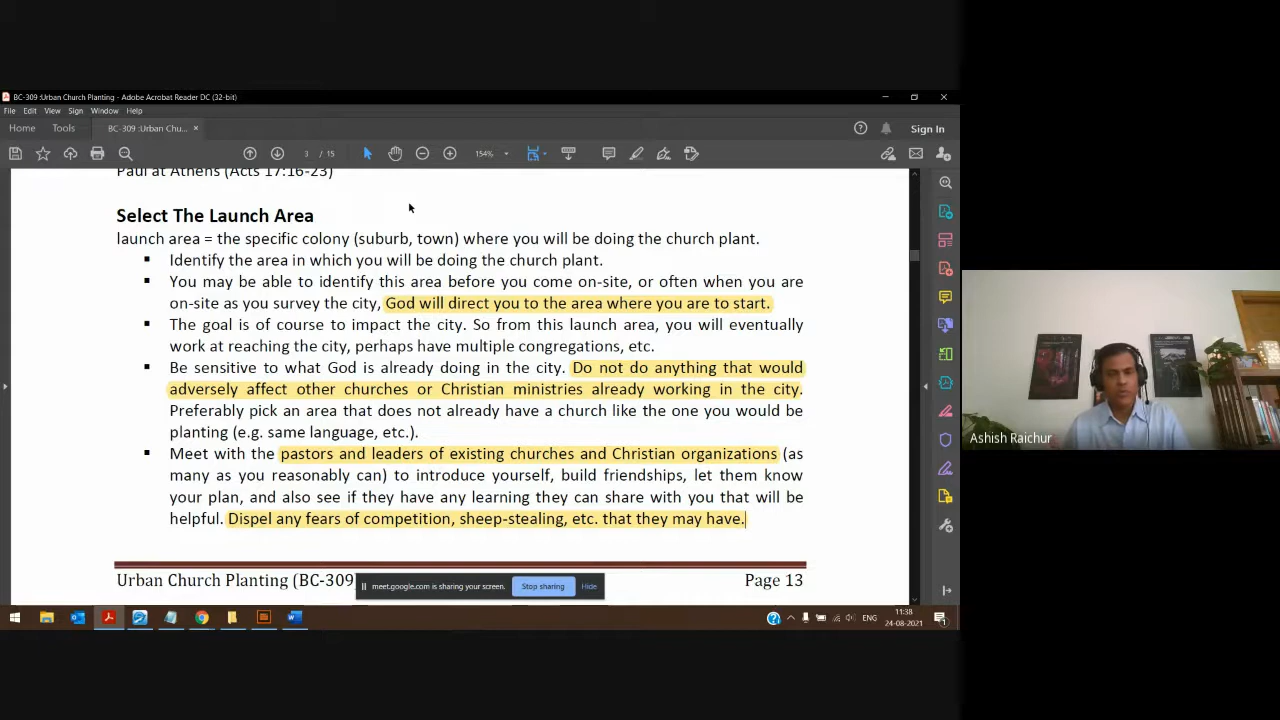 BC-309 :Urban Church Planting - Adobe Acrobat Reader DC (32-bit)
File Edit View Sign Window Help
Home Tools BC-309 :Urban Chu... × Sign In
3 / 15 154%
Paul at Athens (Acts 17:16-23)
Select The Launch Area
launch area = the specific colony (suburb, town) where you will be doing the church plant.
▪ Identify the area in which you will be doing the church plant.
▪ You may be able to identify this area before you come on-site, or often when you are
on-site as you survey the city, God will direct you to the area where you are to start.
▪ The goal is of course to impact the city. So from this launch area, you will eventually
work at reaching the city, perhaps have multiple congregations, etc.
▪ Be sensitive to what God is already doing in the city. Do not do anything that would
adversely affect other churches or Christian ministries already working in the city.
Preferably pick an area that does not already have a church like the one you would be
planting (e.g. same language, etc.).
▪ Meet with the pastors and leaders of existing churches and Christian organizations (as
many as you reasonably can) to introduce yourself, build friendships, let them know
your plan, and also see if they have any learning they can share with you that will be
helpful. Dispel any fears of competition, sheep-stealing, etc. that they may have.
Urban Church Planting (BC-309 Page 13
meet.google.com is sharing your screen. Stop sharing Hide
ENG 11:38
24-08-2021
Ashish Raichur